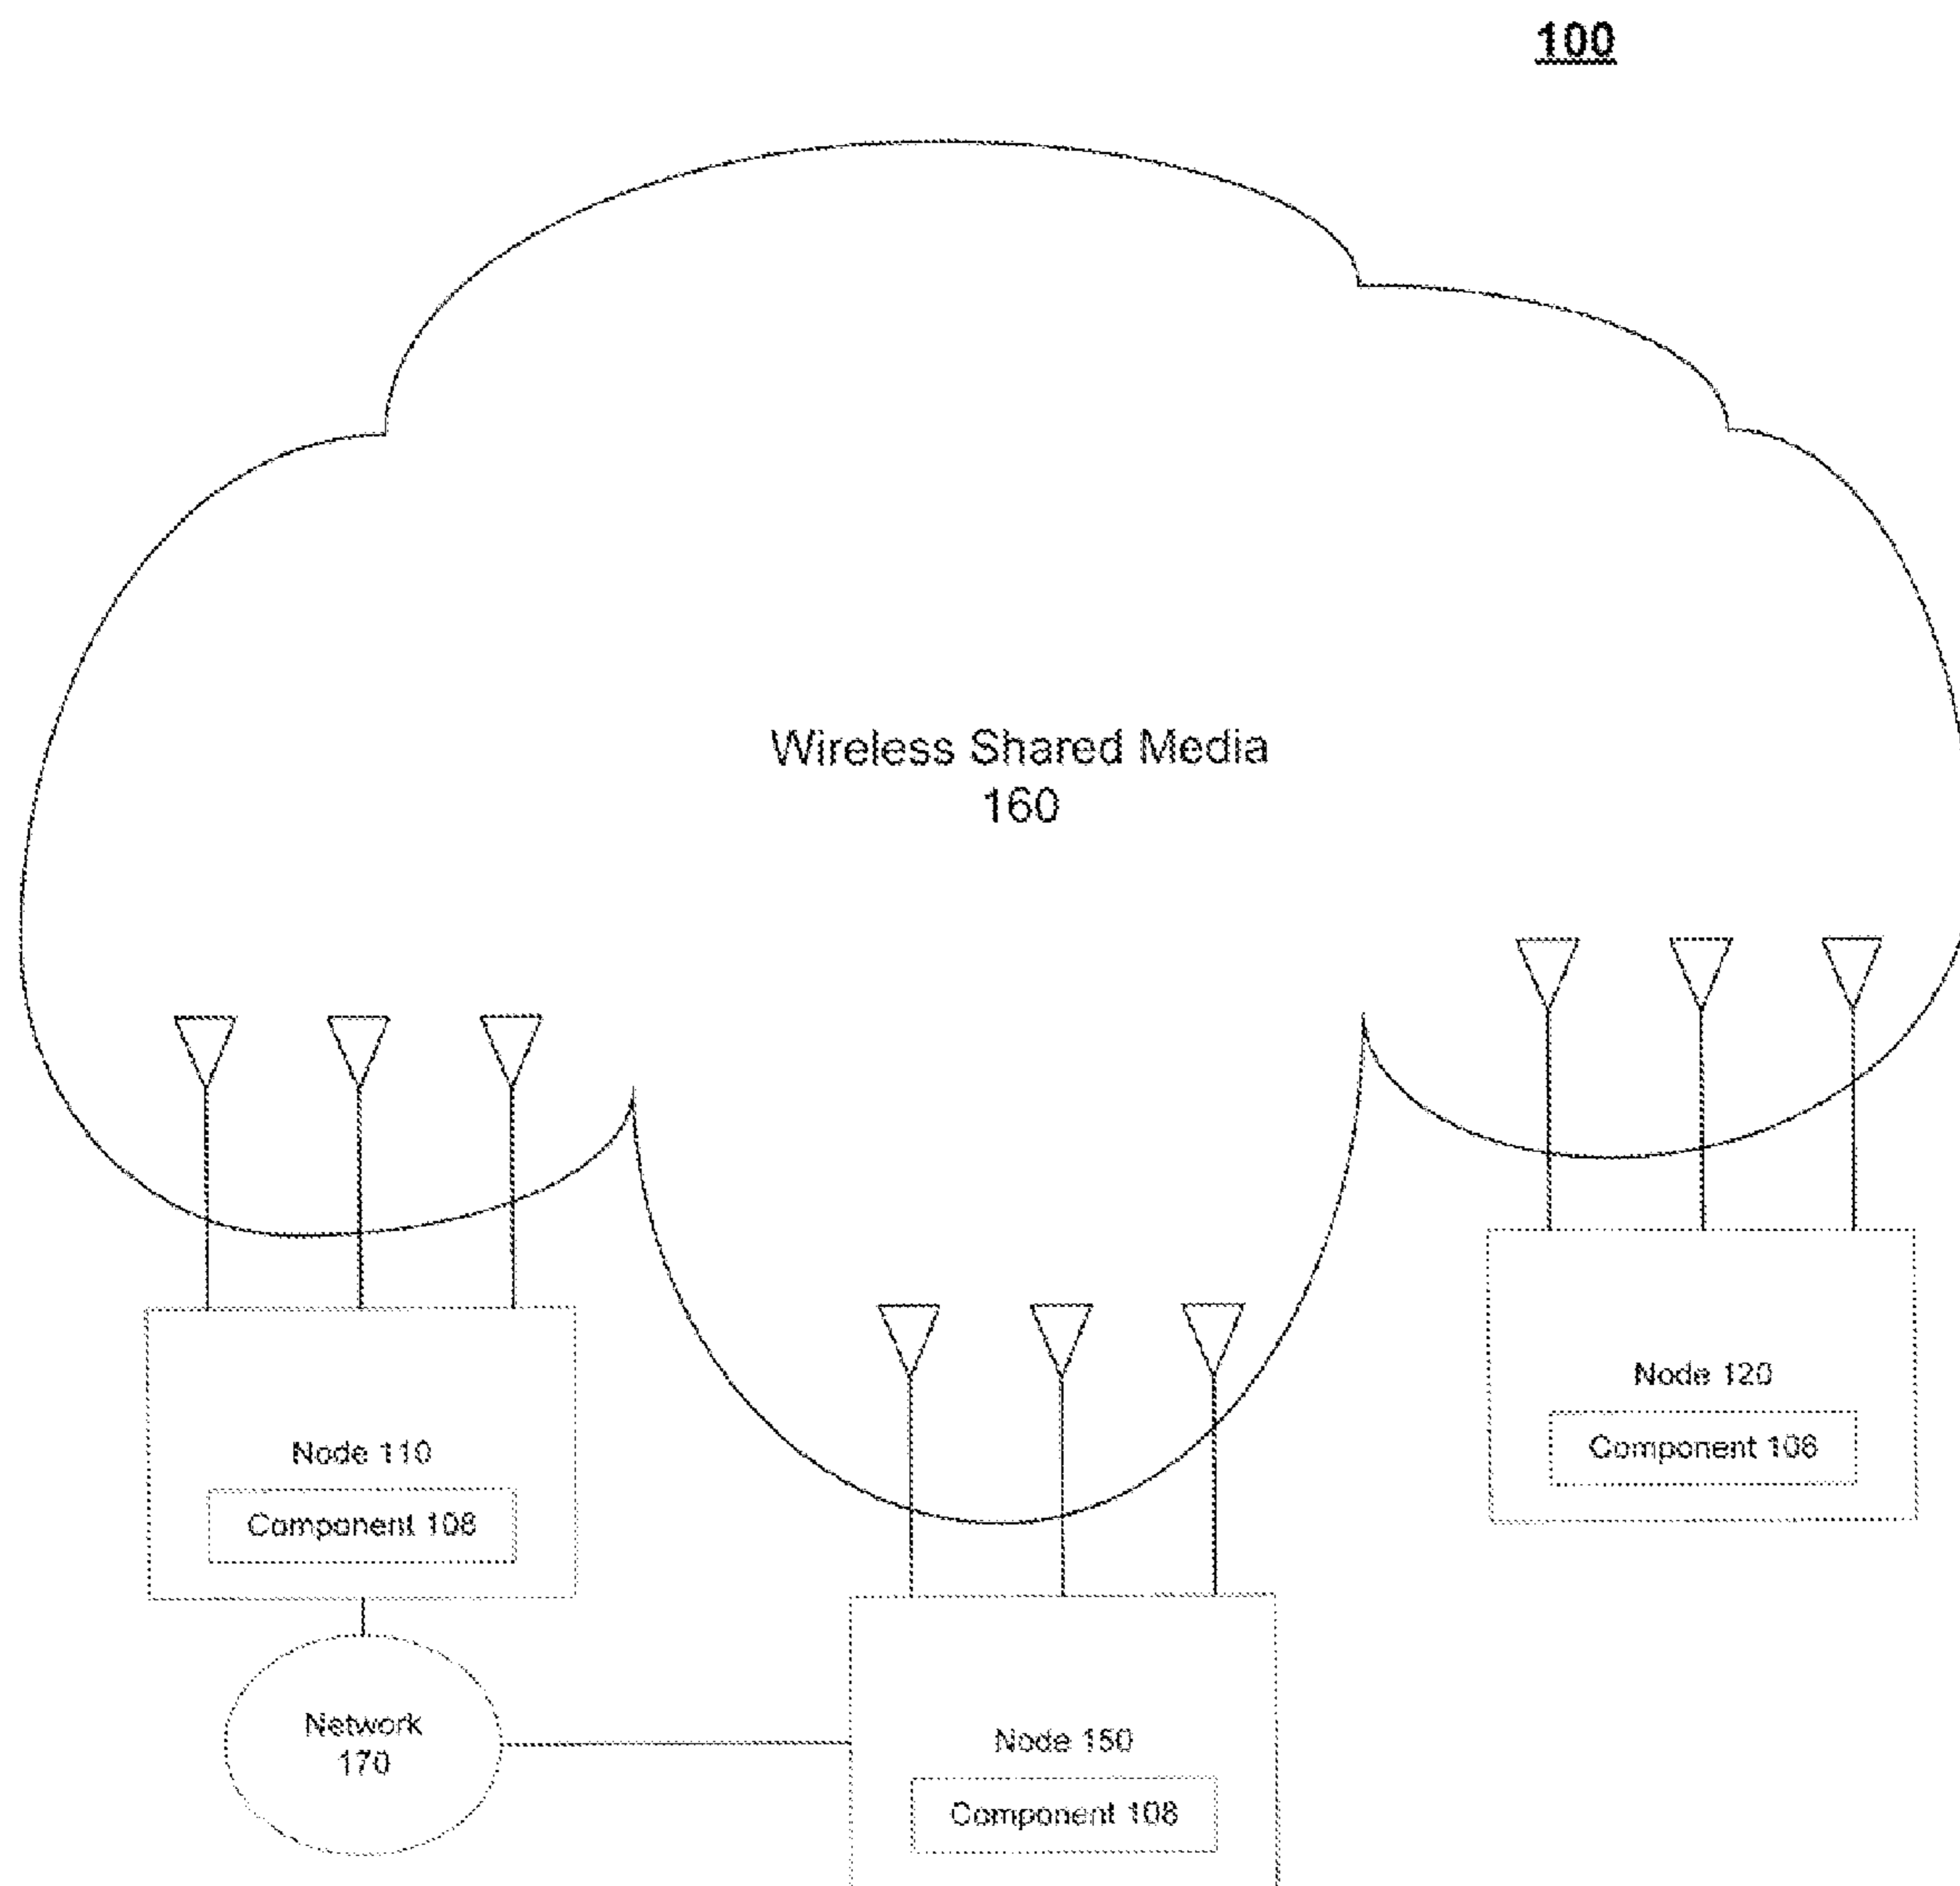 100
Wireless Shared Media
160
Node 120
Component 108
Node 110
Component 108
Network
170
Node 150
Component 108